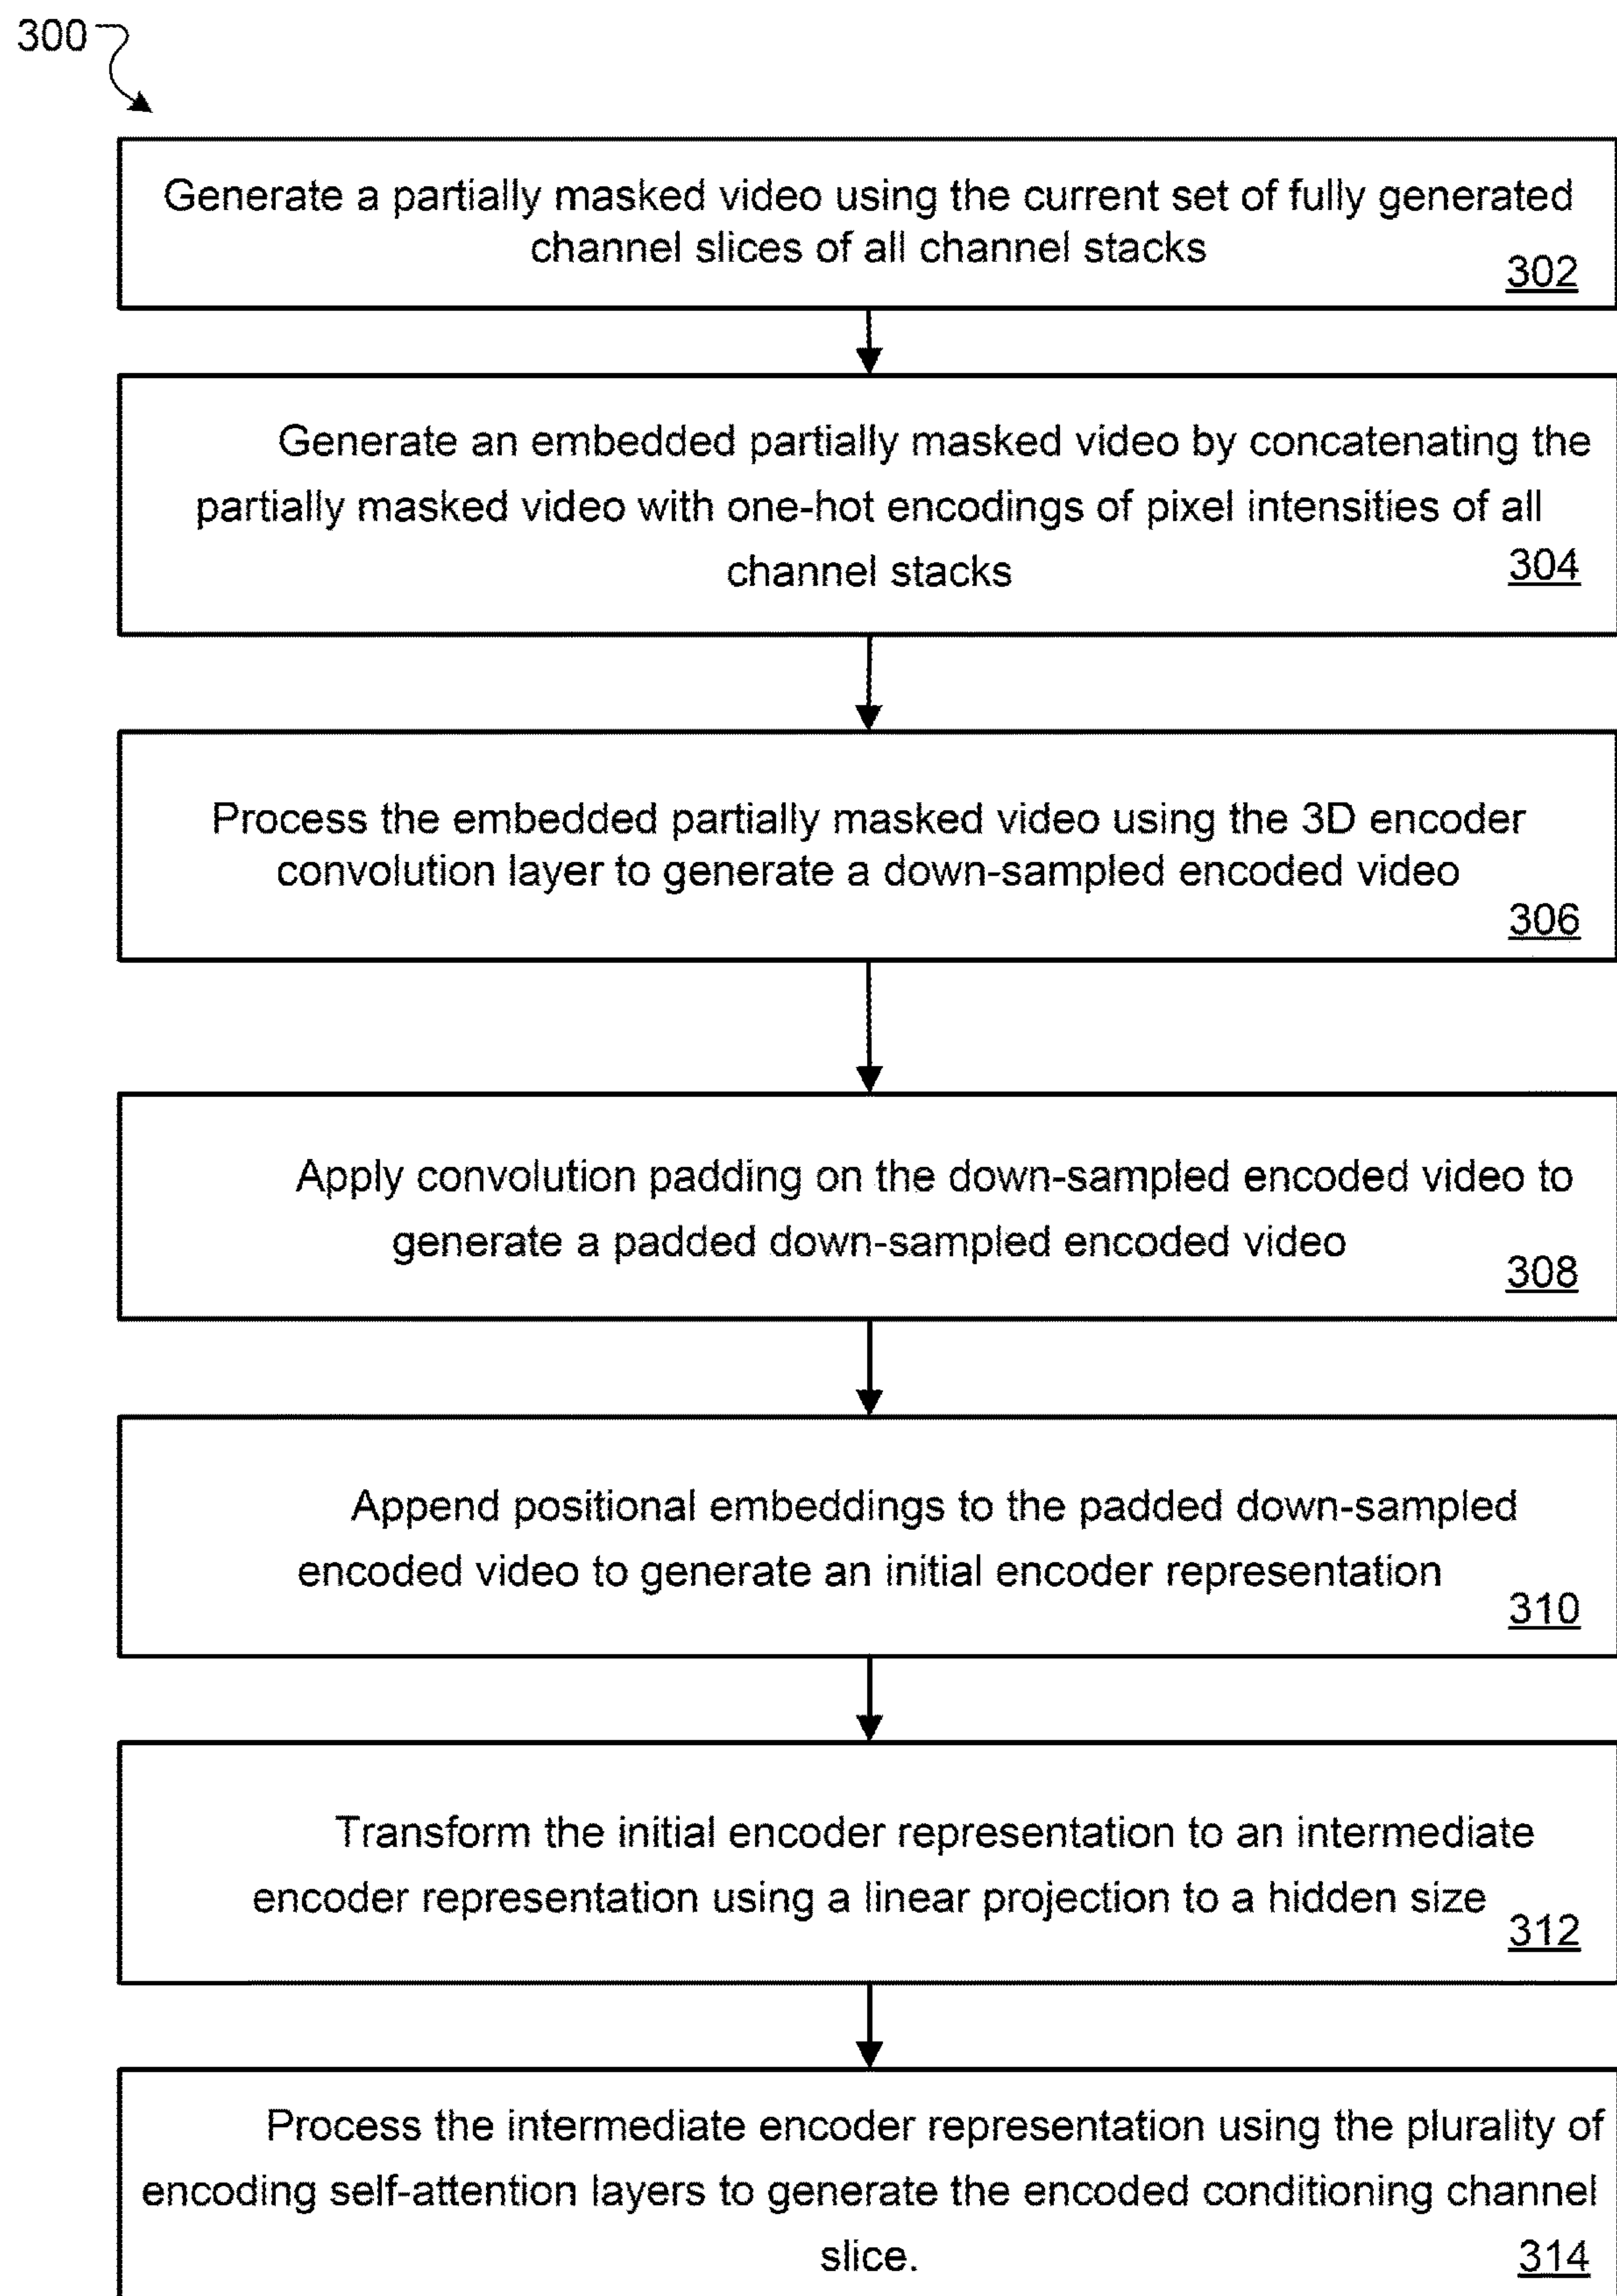 300
Generate a partially masked video using the current set of fully generated
channel slices of all channel stacks
302
Generate an embedded partially masked video by concatenating the
partially masked video with one-hot encodings of pixel intensities of all
channel stacks
304
Process the embedded partially masked video using the 3D encoder
convolution layer to generate a down-sampled encoded video
306
Apply convolution padding on the down-sampled encoded video to
generate a padded down-sampled encoded video
308
Append positional embeddings to the padded down-sampled
encoded video to generate an initial encoder representation
310
Transform the initial encoder representation to an intermediate
encoder representation using a linear projection to a hidden size
312
Process the intermediate encoder representation using the plurality of
encoding self-attention layers to generate the encoded conditioning channel
slice.
314